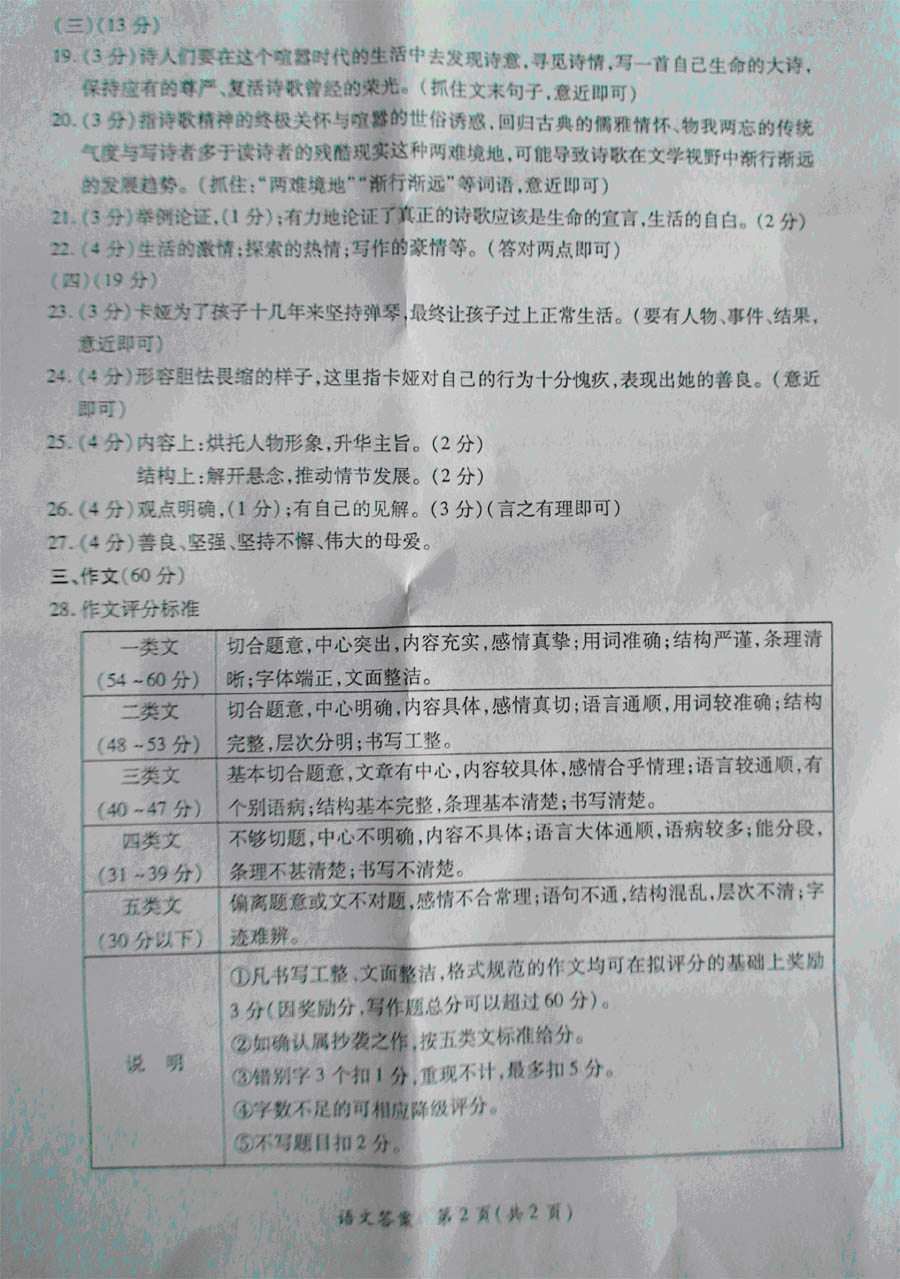 (三)(13分)
19.(3分)诗人们要在这个喧嚣时代的生活中去发现诗意,寻见诗情,写一首自己生命的大诗,
保持应有的尊严、复活诗歌曾经的荣光。(抓住文末句子,意近即可)
20.(3分)指诗歌精神的终极关怀与喧嚣的世俗诱惑,回归古典的儒雅情怀、物我两忘的传统
气度与写诗者多于读诗者的残酷现实这种两难境地,可能导致诗歌在文学视野中渐行渐远
的发展趋势。(抓住:“两难境地”“渐行渐远”等词语,意近即可)
21.(3分)举例论证,(1分);有力地论证了真正的诗歌应该是生命的宣言,生活的自白。(2分)
22.(4分)生活的激情;探索的热情;写作的豪情等。(答对两点即可)
(四)(19分)
23.(3分)卡娅为了孩子十几年来坚持弹琴,最终让孩子过上正常生活。(要有人物、事件、结果,
意近即可)
24.(4分)形容胆怯畏缩的样子,这里指卡娅对自己的行为十分愧疚,表现出她的善良。(意近
即可)
25.(4分)内容上:烘托人物形象,升华主旨。(2分)
结构上:解开悬念,推动情节发展。(2分)
26.(4分)观点明确,(1分);有自己的见解。(3分)(言之有理即可)
27.(4分)善良、坚强、坚持不懈、伟大的母爱。
三、作文(60分)
28.作文评分标准
一类文
(54~60分)
切合题意,中心突出,内容充实,感情真挚;用词准确;结构严谨,条理清
晰;字体端正,文面整洁。
二类文
(48~53分)
切合题意,中心明确,内容具体,感情真切;语言通顺,用词较准确;结构
完整,层次分明;书写工整。
三类文
(40~47分)
基本切合题意,文章有中心,内容较具体,感情合乎情理;语言较通顺,有
个别语病;结构基本完整,条理基本清楚;书写清楚。
四类文
(31~39分)
不够切题,中心不明确,内容不具体;语言大体通顺,语病较多;能分段,
条理不甚清楚;书写不清楚。
五类文
(30分以下)
偏离题意或文不对题,感情不合常理;语句不通,结构混乱,层次不清;字
迹难辨。
说 明
①凡书写工整、文面整洁,格式规范的作文均可在拟评分的基础上奖励
3分(因奖励分,写作题总分可以超过60分)。
②如确认属抄袭之作,按五类文标准给分。
③错别字3个扣1分,重现不计,最多扣5分。
④字数不足的可相应降级评分。
⑤不写题目扣2分。
语文答案 第2页(共2页)